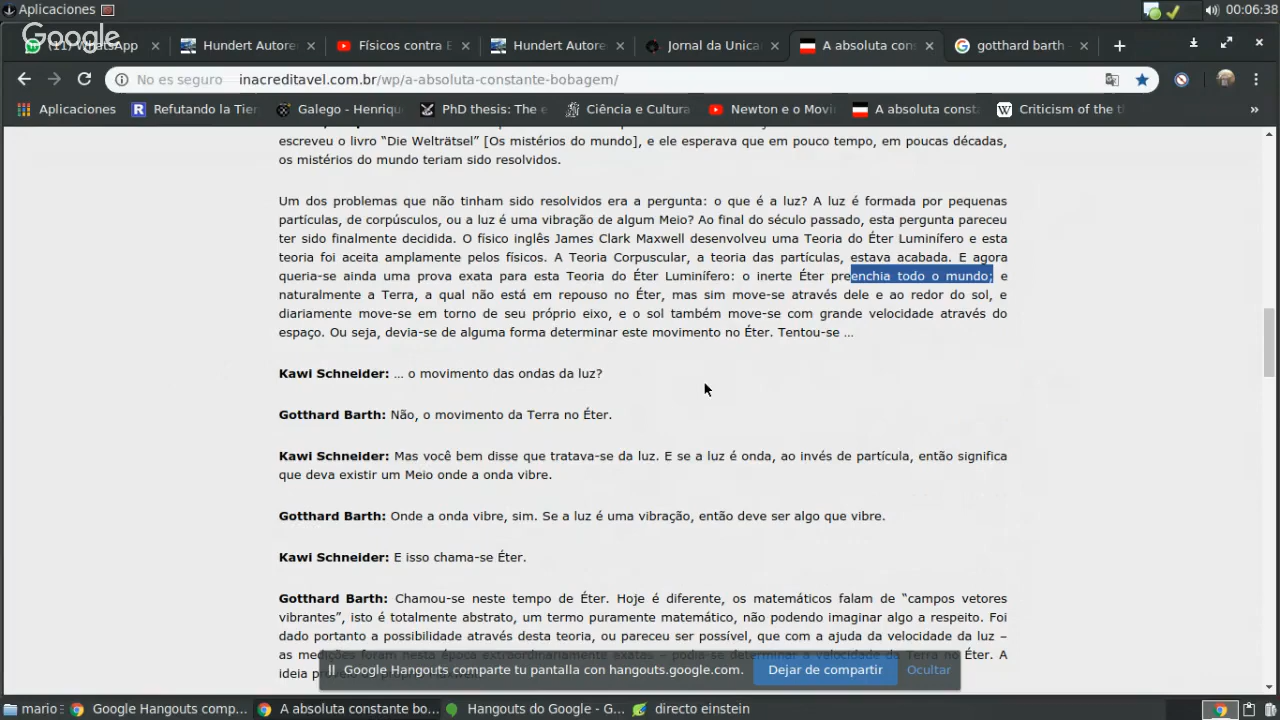 Aplicaciones
00:06:38
Google
(11) WhatsApp
Hundert Autore
Físicos contra E
Hundert Autore
Jornal da Unica
A absoluta con
gotthard barth -
No es seguro
inacreditavel.com.br/wp/a-absoluta-constante-bobagem/
Aplicaciones
Refutando la Tier
Galego - Henriqu
PhD thesis: The e
Ciência e Cultura
Newton e o Movi
A absoluta const
Criticism of the t
»
escreveu o livro “Die Welträtsel” [Os mistérios do mundo], e ele esperava que em pouco tempo, em poucas décadas,
os mistérios do mundo teriam sido resolvidos.
Um dos problemas que não tinham sido resolvidos era a pergunta: o que é a luz? A luz é formada por pequenas
partículas, de corpúsculos, ou a luz é uma vibração de algum Meio? Ao final do século passado, esta pergunta pareceu
ter sido finalmente decidida. O físico inglês James Clark Maxwell desenvolveu uma Teoria do Éter Luminífero e esta
teoria foi aceita amplamente pelos físicos. A Teoria Corpuscular, a teoria das partículas, estava acabada. E agora
queria-se ainda uma prova exata para esta Teoria do Éter Luminífero: o inerte Éter preenchia todo o mundo; e
naturalmente a Terra, a qual não está em repouso no Éter, mas sim move-se através dele e ao redor do sol, e
diariamente move-se em torno de seu próprio eixo, e o sol também move-se com grande velocidade através do
espaço. Ou seja, devia-se de alguma forma determinar este movimento no Éter. Tentou-se ...
Kawi Schneider: ... o movimento das ondas da luz?
Gotthard Barth: Não, o movimento da Terra no Éter.
Kawi Schneider: Mas você bem disse que tratava-se da luz. E se a luz é onda, ao invés de partícula, então significa
que deva existir um Meio onde a onda vibre.
Gotthard Barth: Onde a onda vibre, sim. Se a luz é uma vibração, então deve ser algo que vibre.
Kawi Schneider: E isso chama-se Éter.
Gotthard Barth: Chamou-se neste tempo de Éter. Hoje é diferente, os matemáticos falam de “campos vetores
vibrantes”, isto é totalmente abstrato, um termo puramente matemático, não podendo imaginar algo a respeito. Foi
dado portanto a possibilidade através desta teoria, ou pareceu ser possível, que com a ajuda da velocidade da luz –
as medições foram nesta época extraordinariamente exatas – podia-se determinar a velocidade da Terra no Éter. A
ideia
Google Hangouts comparte tu pantalla con hangouts.google.com.
Dejar de compartir
Ocultar
mario
Google Hangouts comp...
A absoluta constante bo...
Hangouts do Google - G...
directo einstein